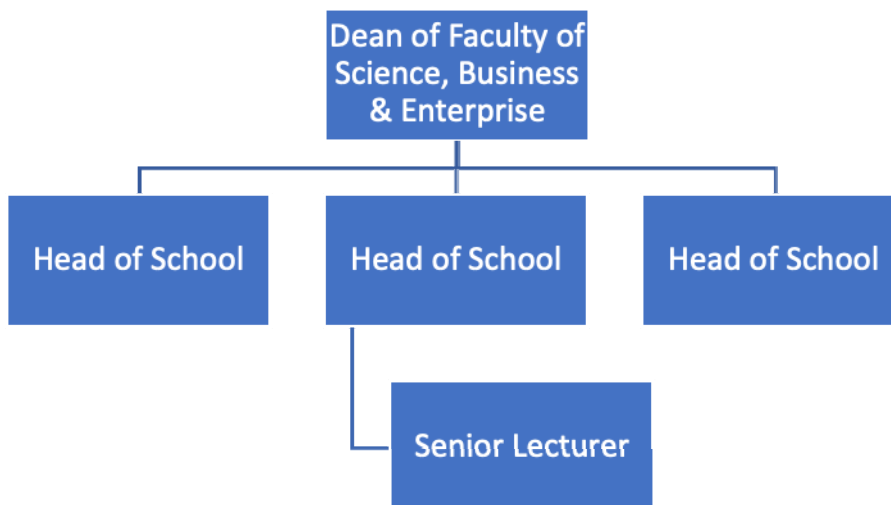 Dean of Faculty of
Science, Business
& Enterprise
Head of School
Head of School
Head of School
Senior Lecturer